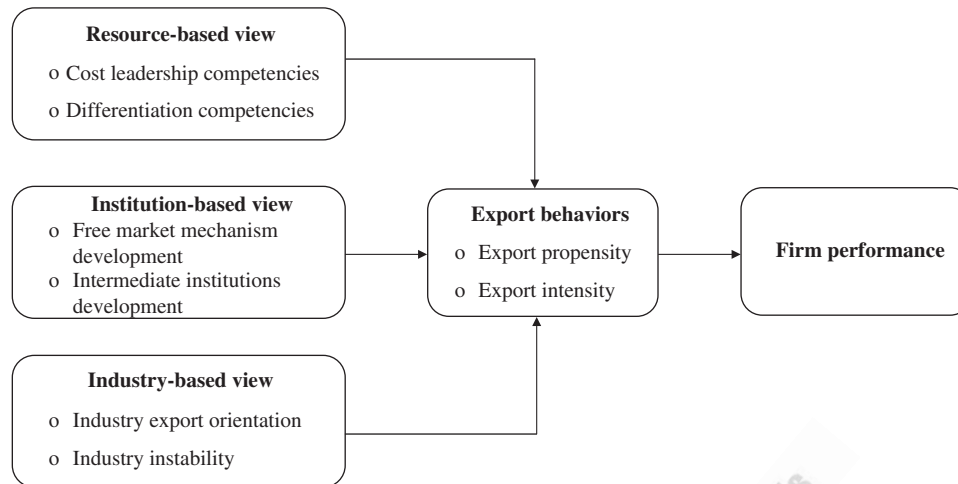 Resource-based view
o Cost leadership competencies
o Differentiation competencies
Institution-based view
o Free market mechanism
development
o Intermediate institutions
development
Industry-based view
o Industry export orientation
o Industry instability
Export behaviors
o Export propensity
o Export intensity
Firm performance